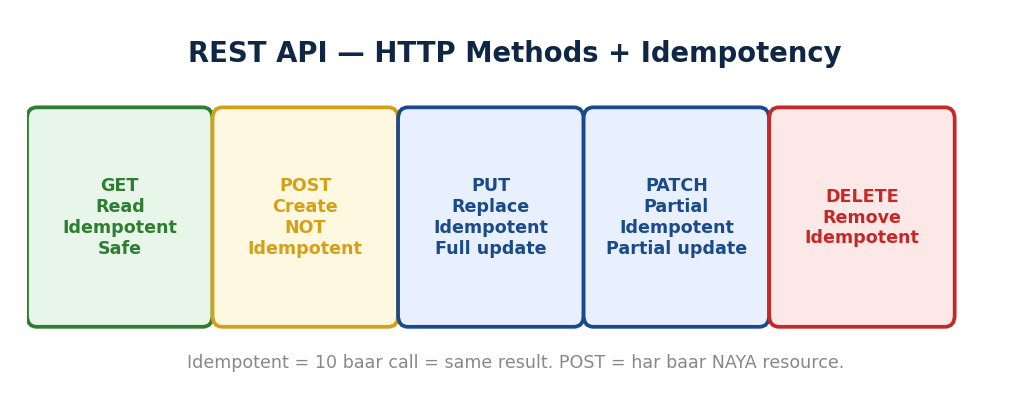 REST API — HTTP Methods + Idempotency
GET
Read
Idempotent
Safe
POST
Create
NOT
Idempotent
PUT
Replace
Idempotent
Full update
PATCH
Partial
Idempotent
Partial update
DELETE
Remove
Idempotent
Idempotent = 10 baar call = same result. POST = har baar NAYA resource.